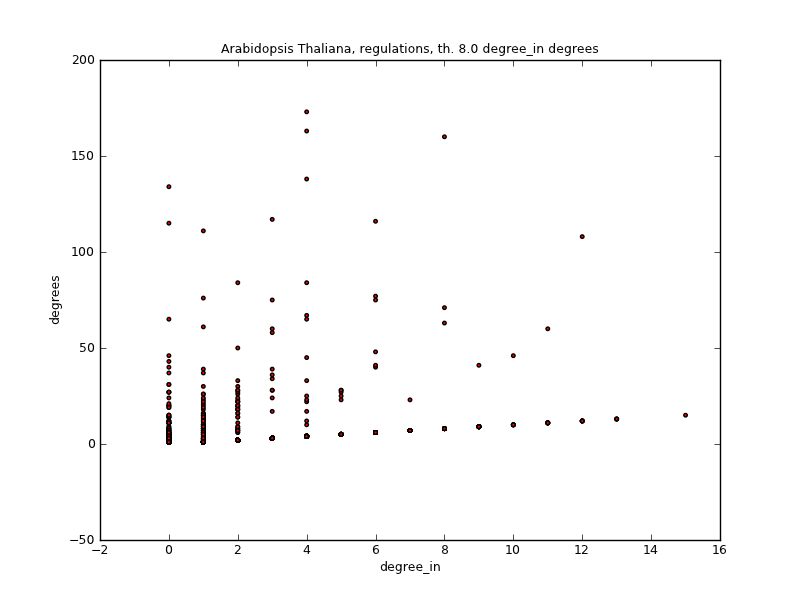 Arabidopsis Thaliana, regulations, th. 8.0 degree_in degrees
200
150
100
50
0
−50
degrees
−2 0 2 4 6 8 10 12 14 16
degree_in